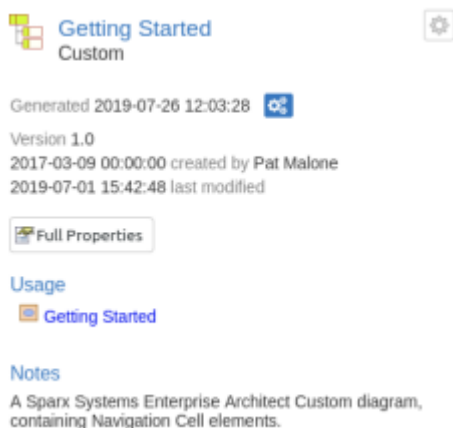 Getting Started
Custom
Generated 2019-07-26 12:03:28
Version 1.0
2017-03-09 00:00:00 created by Pat Malone
2019-07-01 15:42:48 last modified
Full Properties
Usage
Getting Started
Notes
A Sparx Systems Enterprise Architect Custom diagram,
containing Navigation Cell elements.